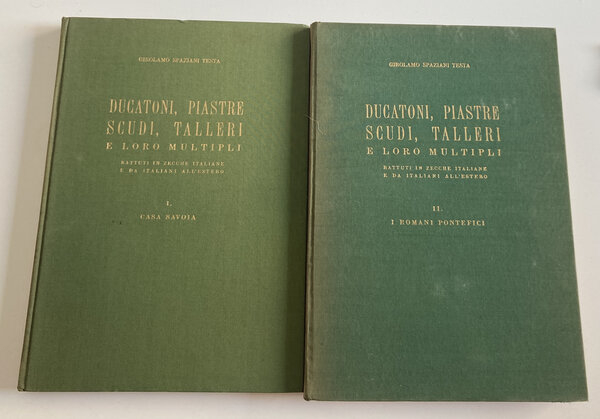 GIROLAMO SPAZIANI TESTA
DUCATONI, PIASTRE
SCUDI, TALLERI
E LORO MULTIPLI
BATTUTI IN ZECCHE ITALIANE
E DA ITALIANI ALL'ESTERO
I.
CASA SAVOIA
GIROLAMO SPAZIANI TESTA
DUCATONI, PIASTRE
SCUDI, TALLERI
E LORO MULTIPLI
BATTUTI IN ZECCHE ITALIANE
E DA ITALIANI ALL'ESTERO
II.
I ROMANI PONTEFICI